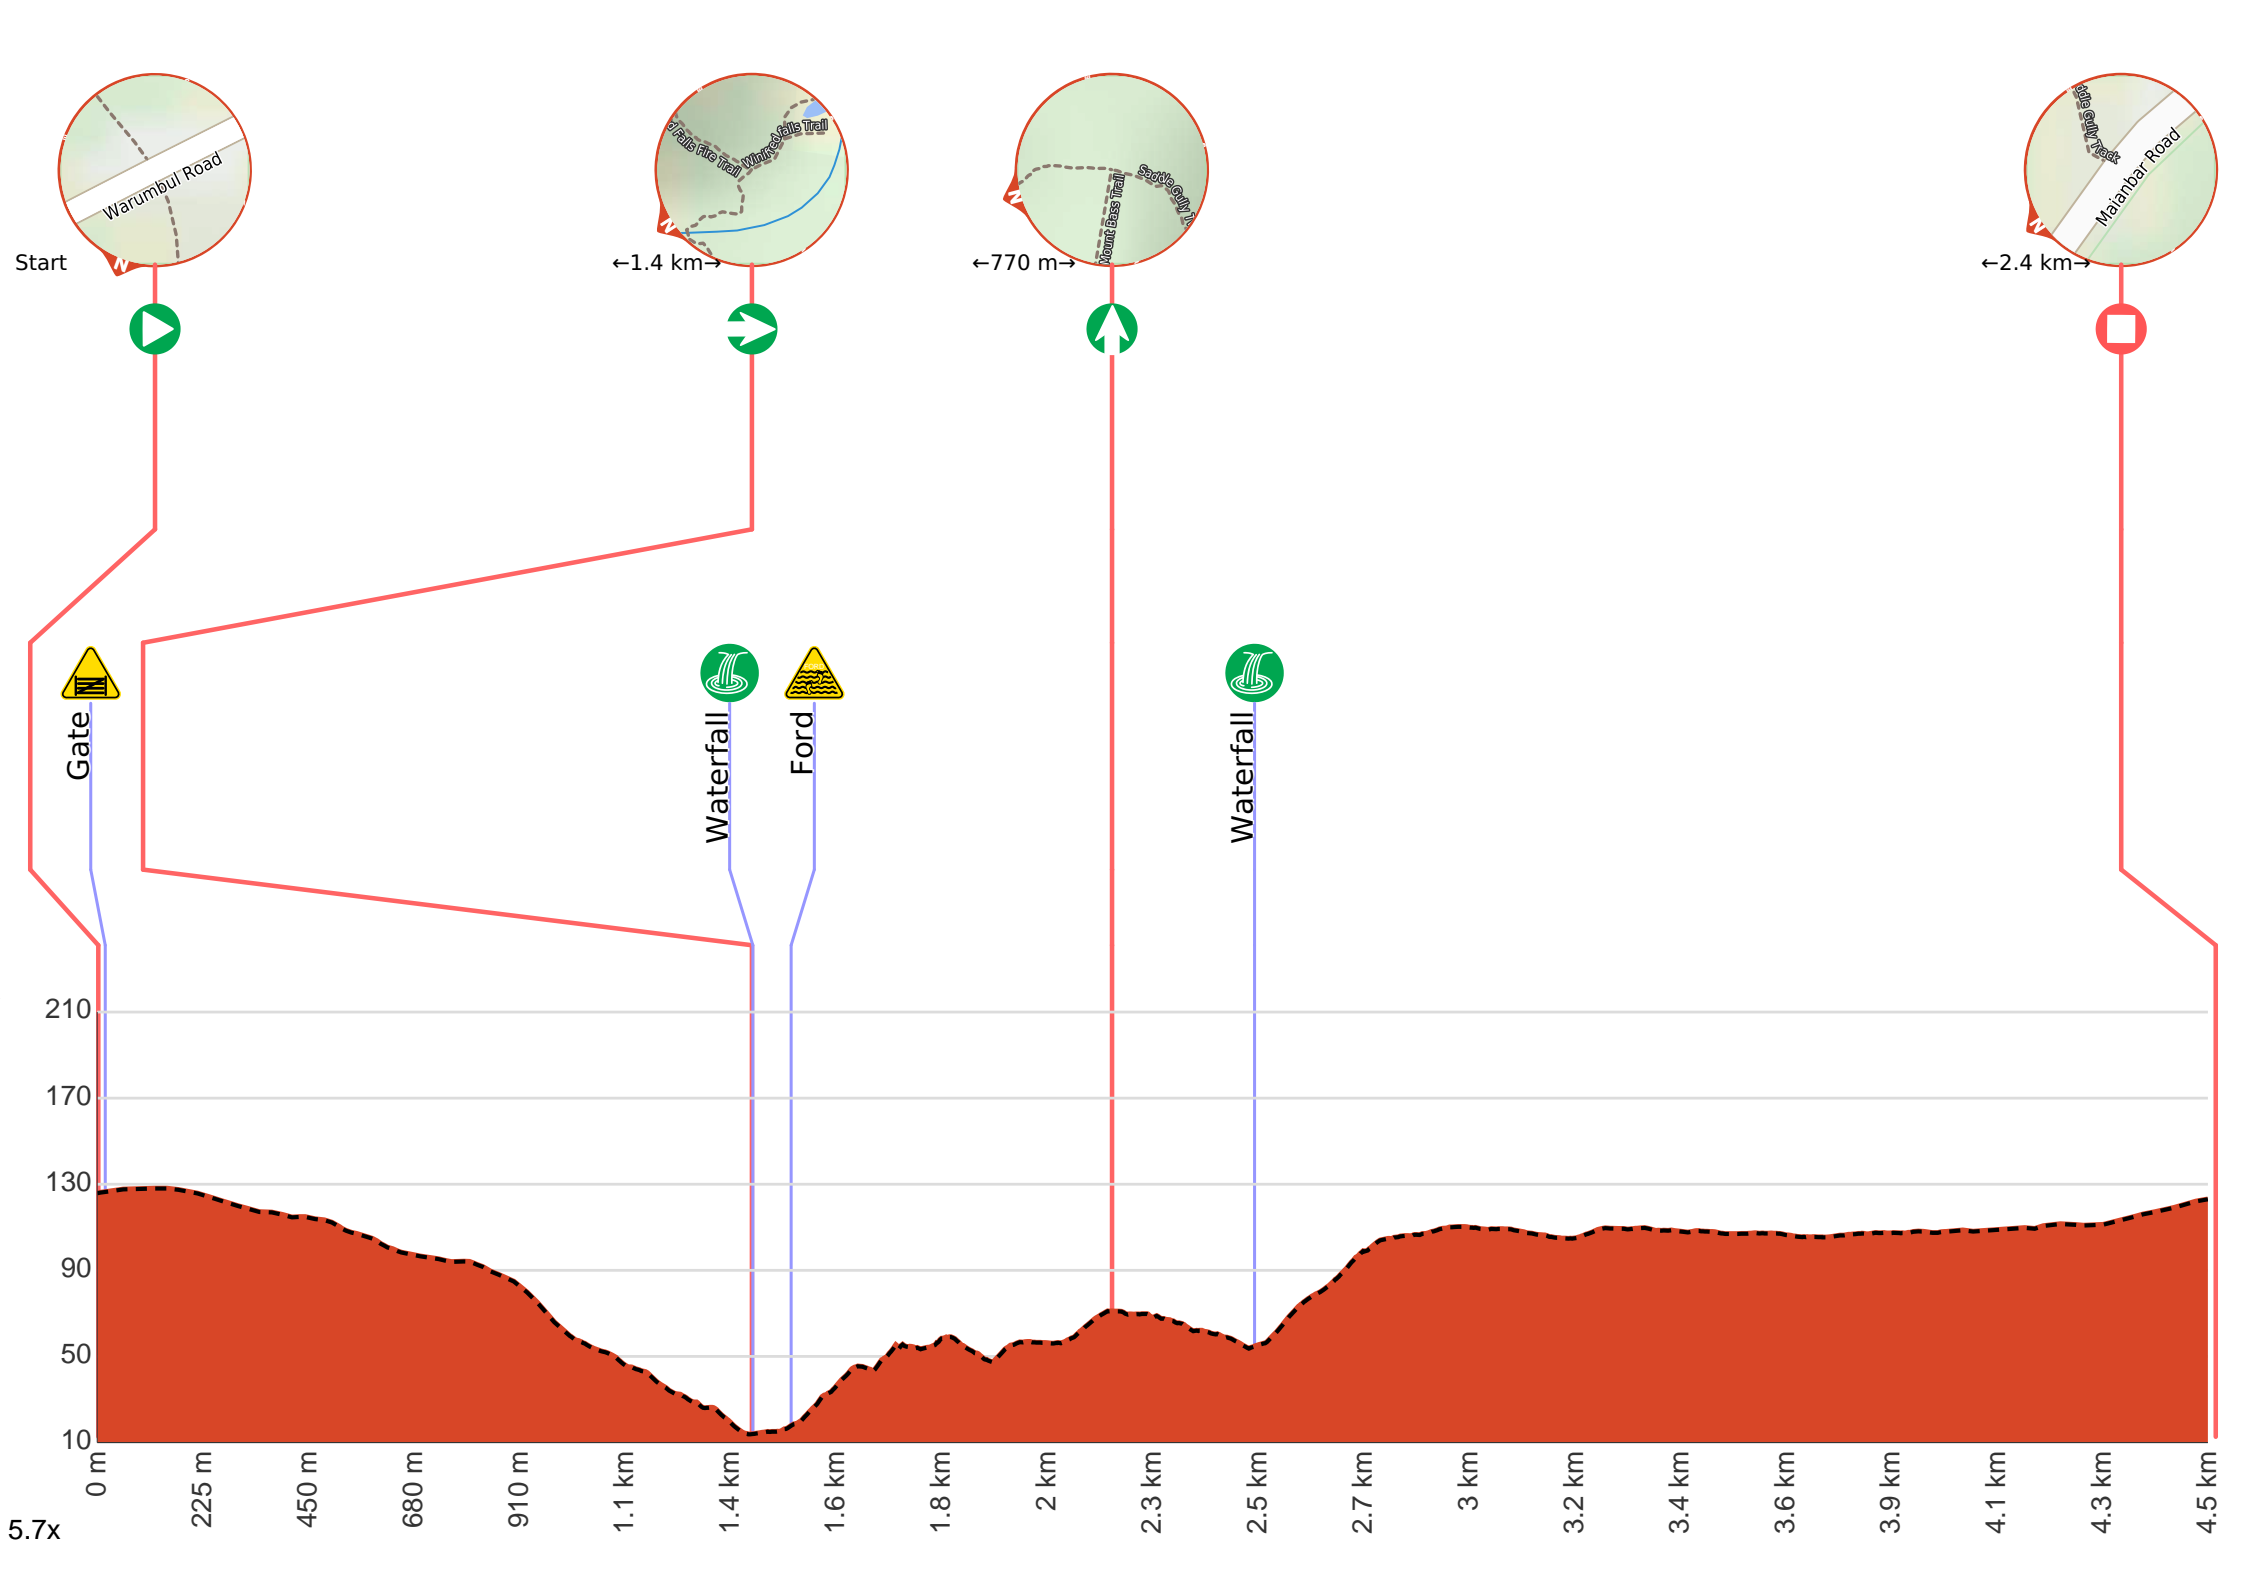 Warumbul Road
N
Start
d Falls Fire Trail
Winifred falls Trail
N
←1.4 km→
Mount Bass Trail
Saddle Gully T
N
←770 m→
ddle Gully Track
Maianbar Road
N
←2.4 km→
Gate
Waterfall
Ford
Waterfall
210
170
130
90
50
10
0 m
225 m
450 m
680 m
910 m
1.1 km
1.4 km
1.6 km
1.8 km
2 km
2.3 km
2.5 km
2.7 km
3 km
3.2 km
3.4 km
3.6 km
3.9 km
4.1 km
4.3 km
4.5 km
5.7x